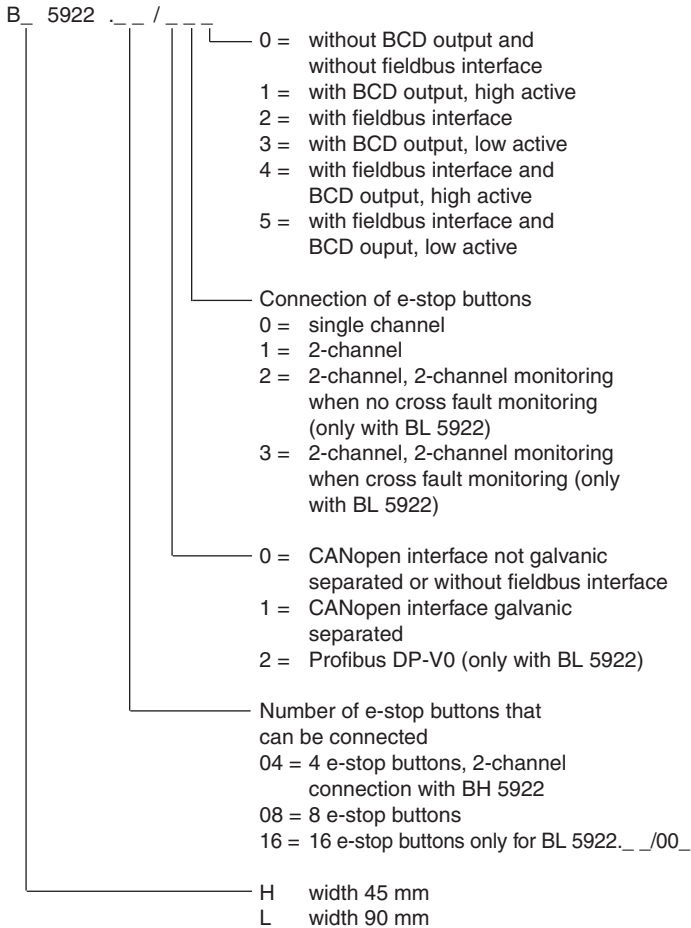 B_ 5922 ._ _ / _ _ _
0 = without BCD output and
without fieldbus interface
1 = with BCD output, high active
2 = with fieldbus interface
3 = with BCD output, low active
4 = with fieldbus interface and
BCD output, high active
5 = with fieldbus interface and
BCD ouput, low active
Connection of e-stop buttons
0 = single channel
1 = 2-channel
2 = 2-channel, 2-channel monitoring
when no cross fault monitoring
(only with BL 5922)
3 = 2-channel, 2-channel monitoring
when cross fault monitoring (only
with BL 5922)
0 = CANopen interface not galvanic
separated or without fieldbus interface
1 = CANopen interface galvanic
separated
2 = Profibus DP-V0 (only with BL 5922)
Number of e-stop buttons that
can be connected
04 = 4 e-stop buttons, 2-channel
connection with BH 5922
08 = 8 e-stop buttons
16 = 16 e-stop buttons only for BL 5922._ _/00_
H width 45 mm
L width 90 mm